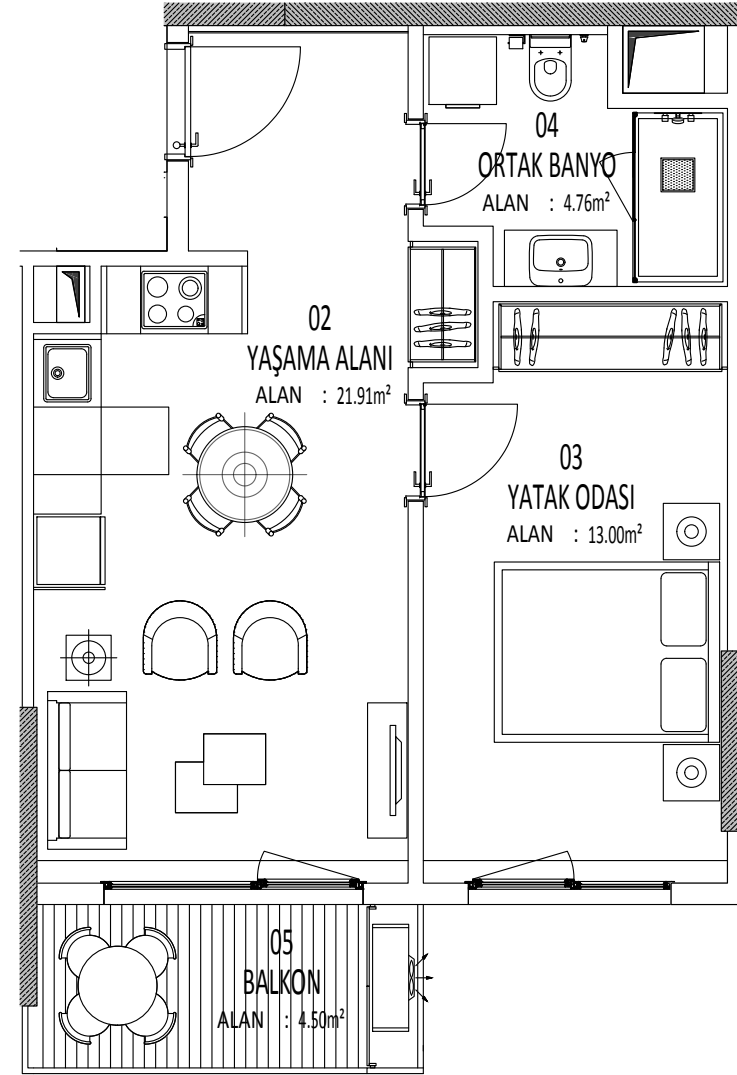 04
ORTAK BANYO
ALAN : 4.76m²
02
YAŞAMA ALANI
ALAN : 21.91m²
03
YATAK ODASI
ALAN : 13.00m²
05
BALKON
ALAN : 4.50m²